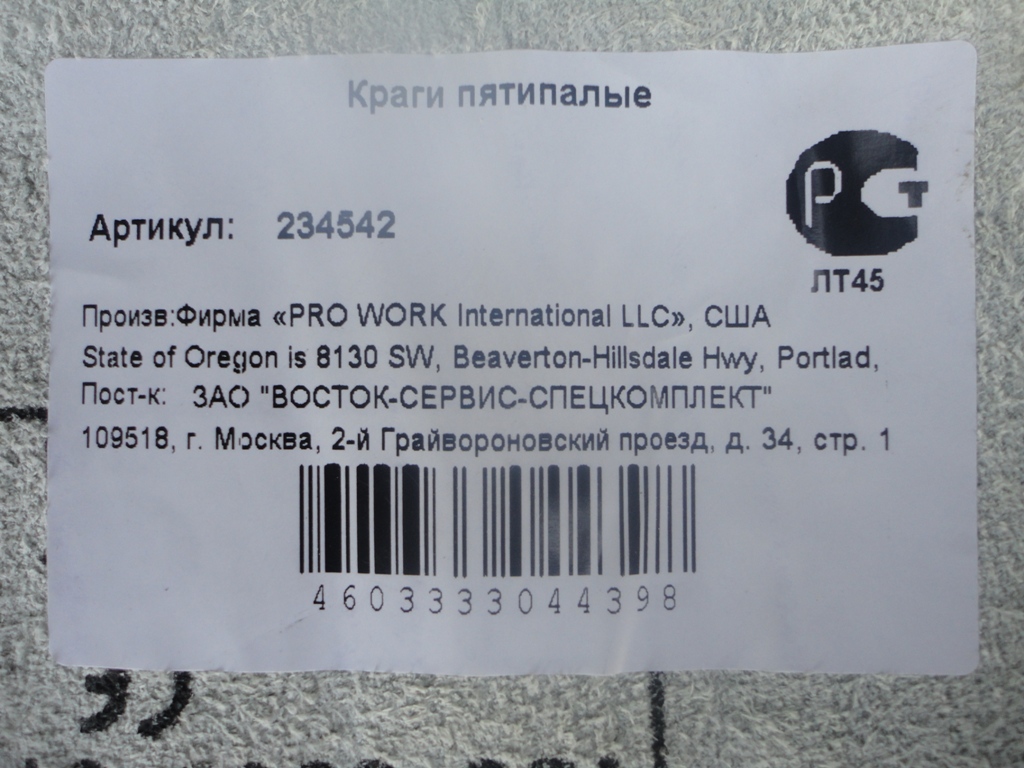 Краги пятипалые
Артикул: 234542
РСТ
ЛТ45
Произв:Фирма «PRO WORK International LLC», США
State of Oregon is 8130 SW, Beaverton-Hillsdale Hwy, Portlad,
Пост-к: ЗАО "ВОСТОК-СЕРВИС-СПЕЦКОМПЛЕКТ"
109518, г. Москва, 2-й Грайвороновский проезд, д. 34, стр. 1
4603333044398